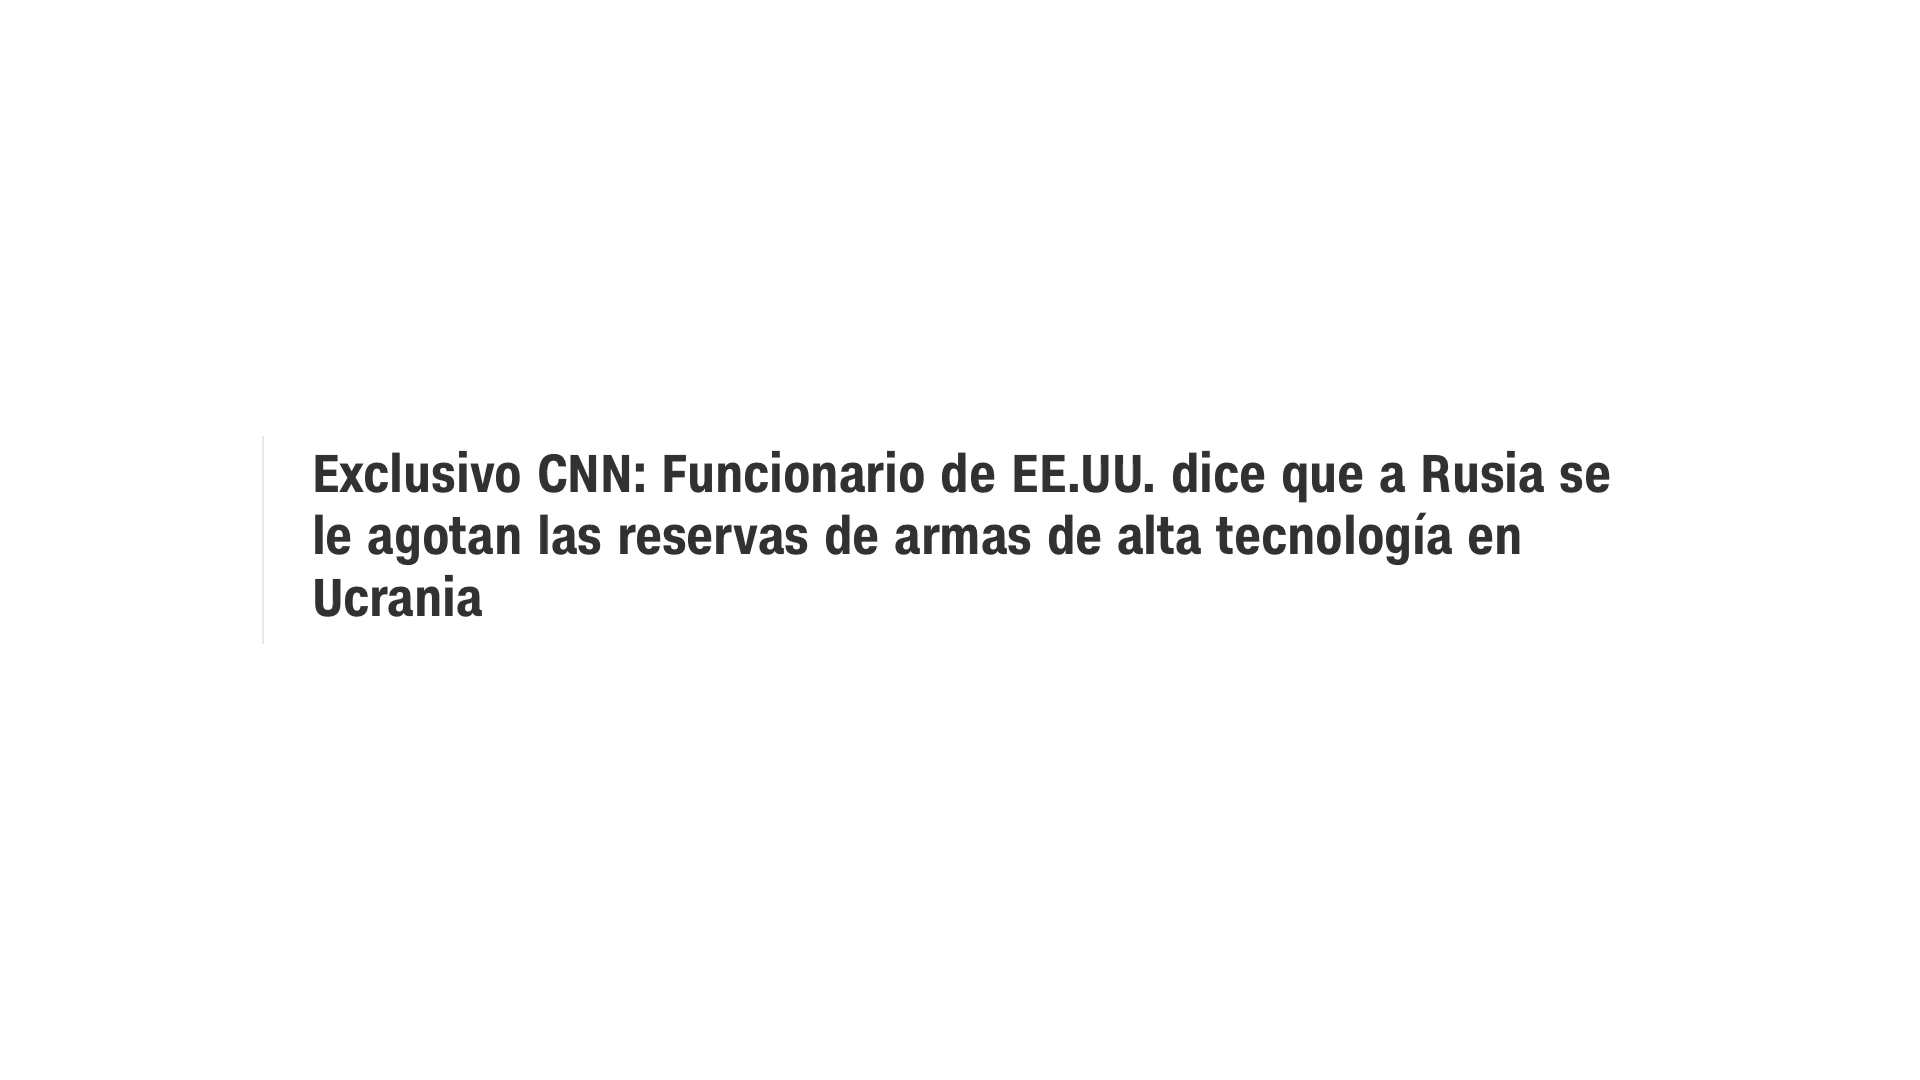 Exclusivo CNN: Funcionario de EE.UU. dice que a Rusia se
le agotan las reservas de armas de alta tecnología en
Ucrania